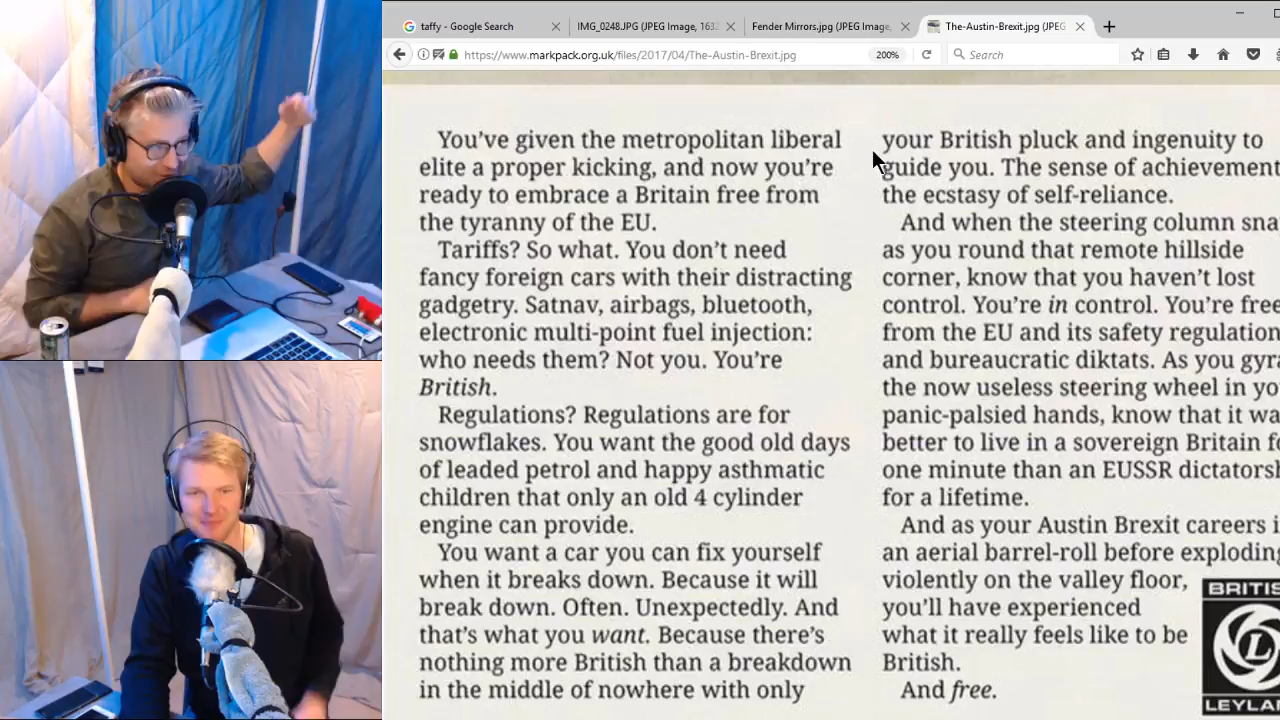 taffy - Google Search
IMG_0248.JPG (JPEG Image, 1632
Fender Mirrors.jpg (JPEG Image,
The-Austin-Brexit.jpg (JPEG
https://www.markpack.org.uk/files/2017/04/The-Austin-Brexit.jpg
200%
Search
You've given the metropolitan liberal
elite a proper kicking, and now you're
ready to embrace a Britain free from
the tyranny of the EU.
Tariffs? So what. You don't need
fancy foreign cars with their distracting
gadgetry. Satnav, airbags, bluetooth,
electronic multi-point fuel injection:
who needs them? Not you. You're
British.
Regulations? Regulations are for
snowflakes. You want the good old days
of leaded petrol and happy asthmatic
children that only an old 4 cylinder
engine can provide.
You want a car you can fix yourself
when it breaks down. Because it will
break down. Often. Unexpectedly. And
that's what you want. Because there's
nothing more British than a breakdown
in the middle of nowhere with only
your British pluck and ingenuity to
guide you. The sense of achievement
the ecstasy of self-reliance.
And when the steering column sna
as you round that remote hillside
corner, know that you haven't lost
control. You're in control. You're free
from the EU and its safety regulation
and bureaucratic diktats. As you gyra
the now useless steering wheel in yo
panic-palsied hands, know that it wa
better to live in a sovereign Britain f
one minute than an EUSSR dictatorsh
for a lifetime.
And as your Austin Brexit careers i
an aerial barrel-roll before exploding
violently on the valley floor,
you'll have experienced
what it really feels like to be
British.
And free.
BRITIS
L
LEYLA